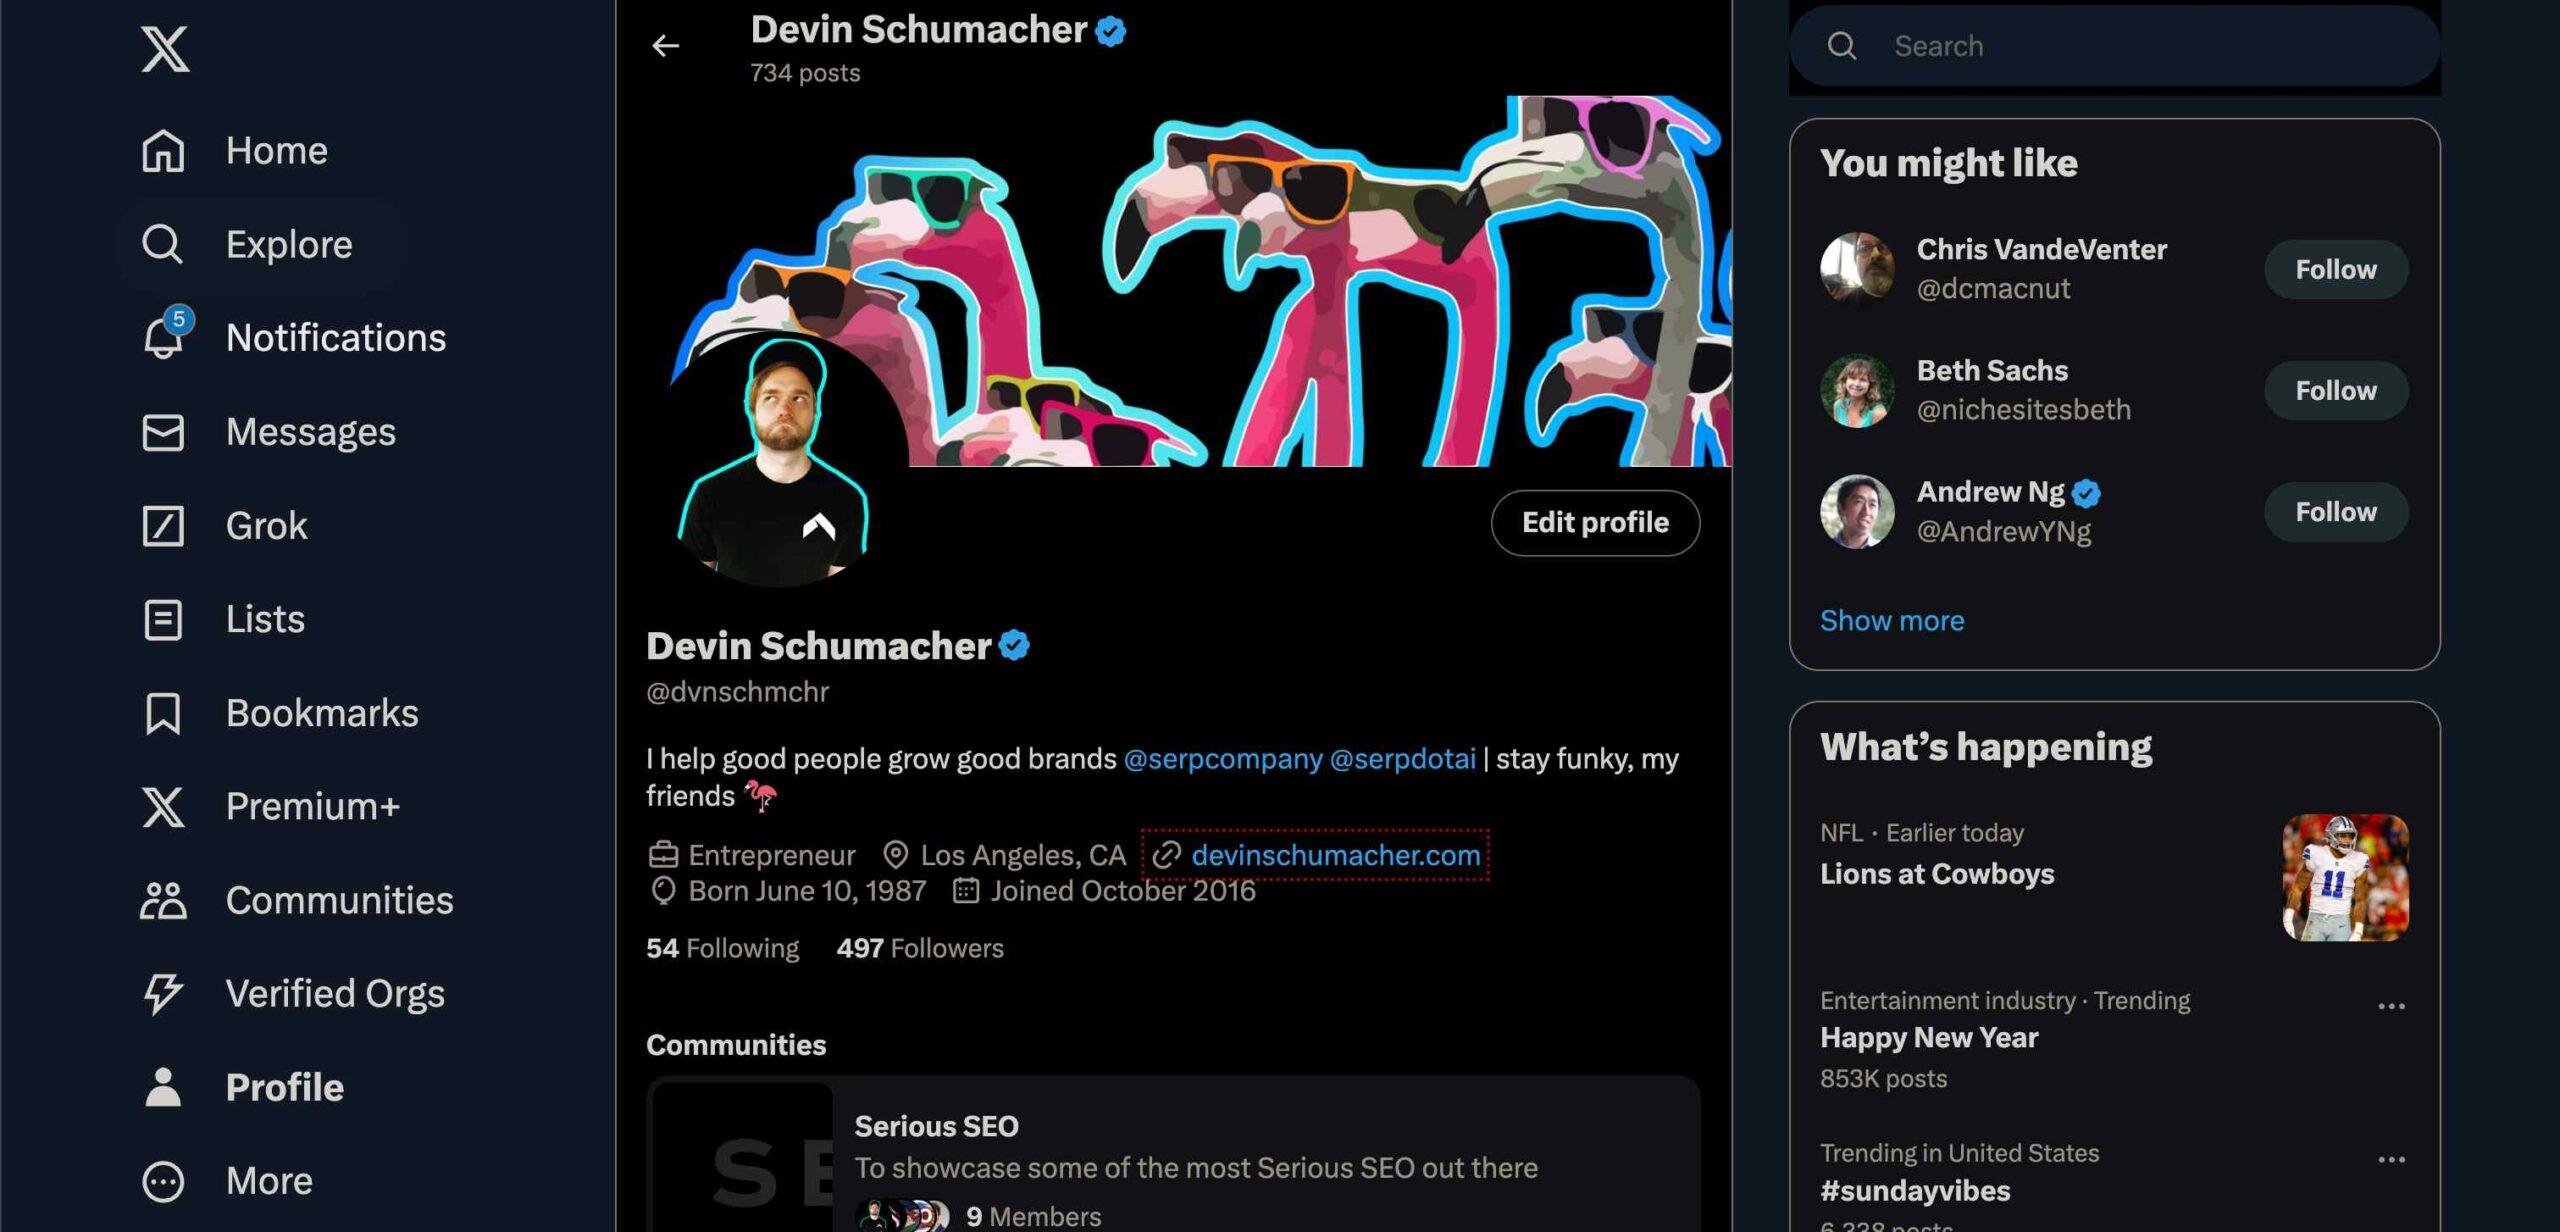 Home
Explore
5
Notifications
Messages
Grok
Lists
Bookmarks
Premium+
Communities
Verified Orgs
Profile
More
Devin Schumacher
734 posts
Edit profile
Devin Schumacher
@dvnschmchr
I help good people grow good brands @serpcompany @serpdotai | stay funky, my
friends 🦩
Entrepreneur Los Angeles, CA devinschumacher.com
Born June 10, 1987 Joined October 2016
54 Following 497 Followers
Communities
SE
Serious SEO
To showcase some of the most Serious SEO out there
9 Members
Search
You might like
Chris VandeVenter
@dcmacnut
Follow
Beth Sachs
@nichesitesbeth
Follow
Andrew Ng
@AndrewYNg
Follow
Show more
What’s happening
NFL · Earlier today
Lions at Cowboys
11
Entertainment industry · Trending
Happy New Year
853K posts
Trending in United States
#sundayvibes
6,338 posts